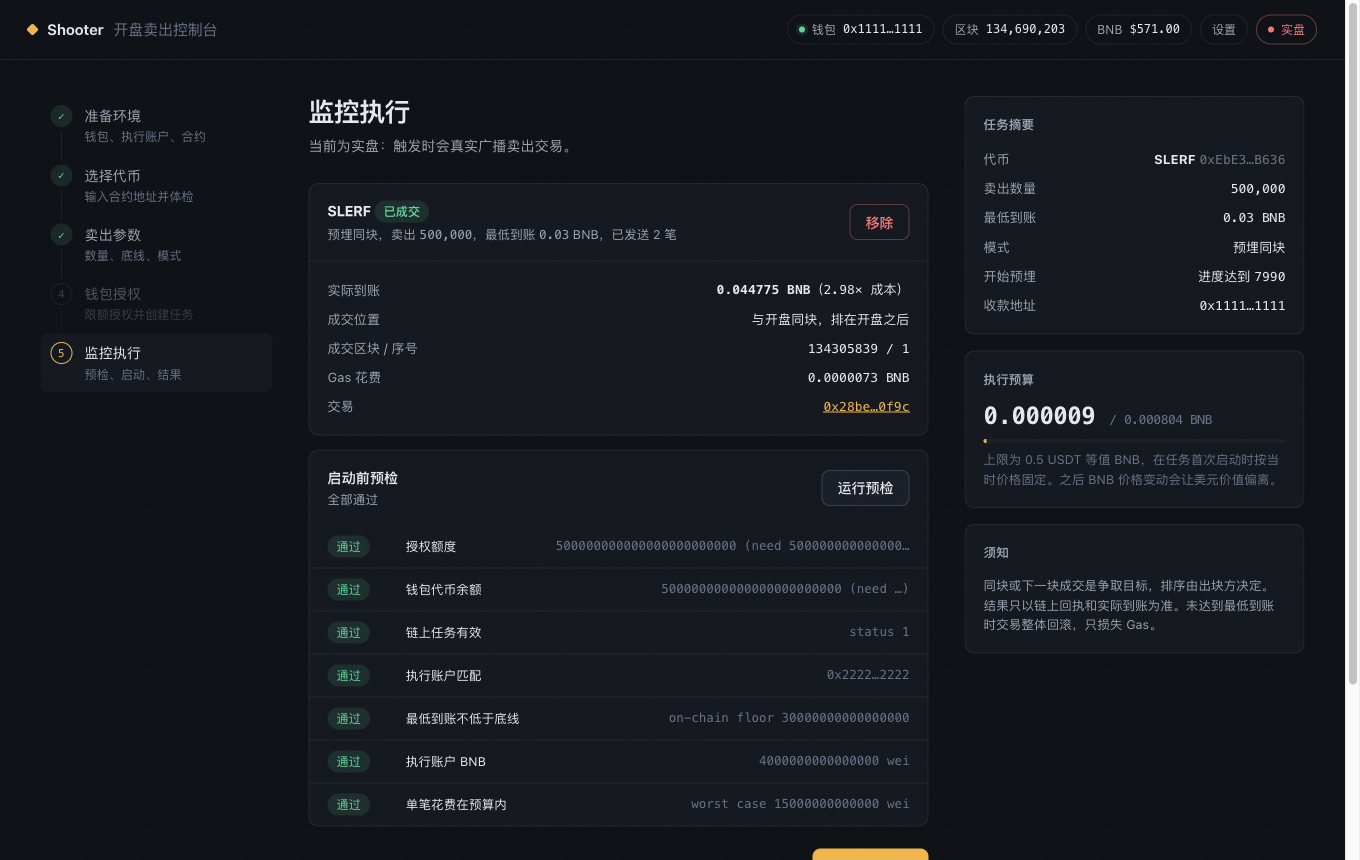 Shooter 开盘卖出控制台
钱包 0x1111…1111
区块 134,690,203
BNB $571.00
设置
实盘
✓ 准备环境
钱包、执行账户、合约
✓ 选择代币
输入合约地址并体检
✓ 卖出参数
数量、底线、模式
4 钱包授权
限额授权并创建任务
5 监控执行
预检、启动、结果
监控执行
当前为实盘：触发时会真实广播卖出交易。
SLERF 已成交
预埋同块，卖出 500,000，最低到账 0.03 BNB，已发送 2 笔
移除
实际到账 0.044775 BNB（2.98× 成本）
成交位置 与开盘同块，排在开盘之后
成交区块 / 序号 134305839 / 1
Gas 花费 0.0000073 BNB
交易 0x28be…0f9c
启动前预检
全部通过
运行预检
通过 授权额度 500000000000000000000000 (need 500000000000000…
通过 钱包代币余额 500000000000000000000000 (need …)
通过 链上任务有效 status 1
通过 执行账户匹配 0x2222…2222
通过 最低到账不低于底线 on-chain floor 30000000000000000
通过 执行账户 BNB 4000000000000000 wei
通过 单笔花费在预算内 worst case 15000000000000 wei
任务摘要
代币 SLERF 0xEbE3…B636
卖出数量 500,000
最低到账 0.03 BNB
模式 预埋同块
开始预埋 进度达到 7990
收款地址 0x1111…1111
执行预算
0.000009 / 0.000804 BNB
上限为 0.5 USDT 等值 BNB，在任务首次启动时按当
时价格固定。之后 BNB 价格变动会让美元价值偏离。
须知
同块或下一块成交是争取目标，排序由出块方决定。
结果只以链上回执和实际到账为准。未达到最低到账
时交易整体回滚，只损失 Gas。